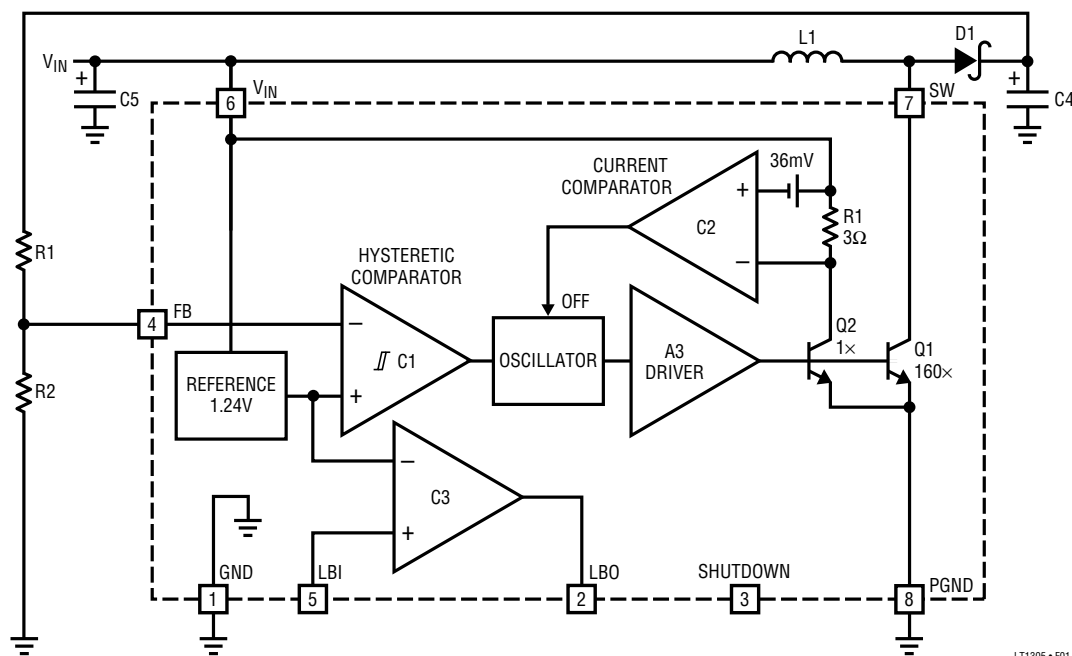 L1
D1
VIN
+
C5
6
VIN
7
SW
+
C4
CURRENT
COMPARATOR
36mV
+
C2
−
R1
3Ω
R1
HYSTERETIC
COMPARATOR
OFF
4
FB
−
C1
+
OSCILLATOR
A3
DRIVER
Q2
1×
Q1
160×
REFERENCE
1.24V
R2
−
C3
+
GND
1
LBI
5
LBO
2
SHUTDOWN
3
PGND
8
LT1305 • F01